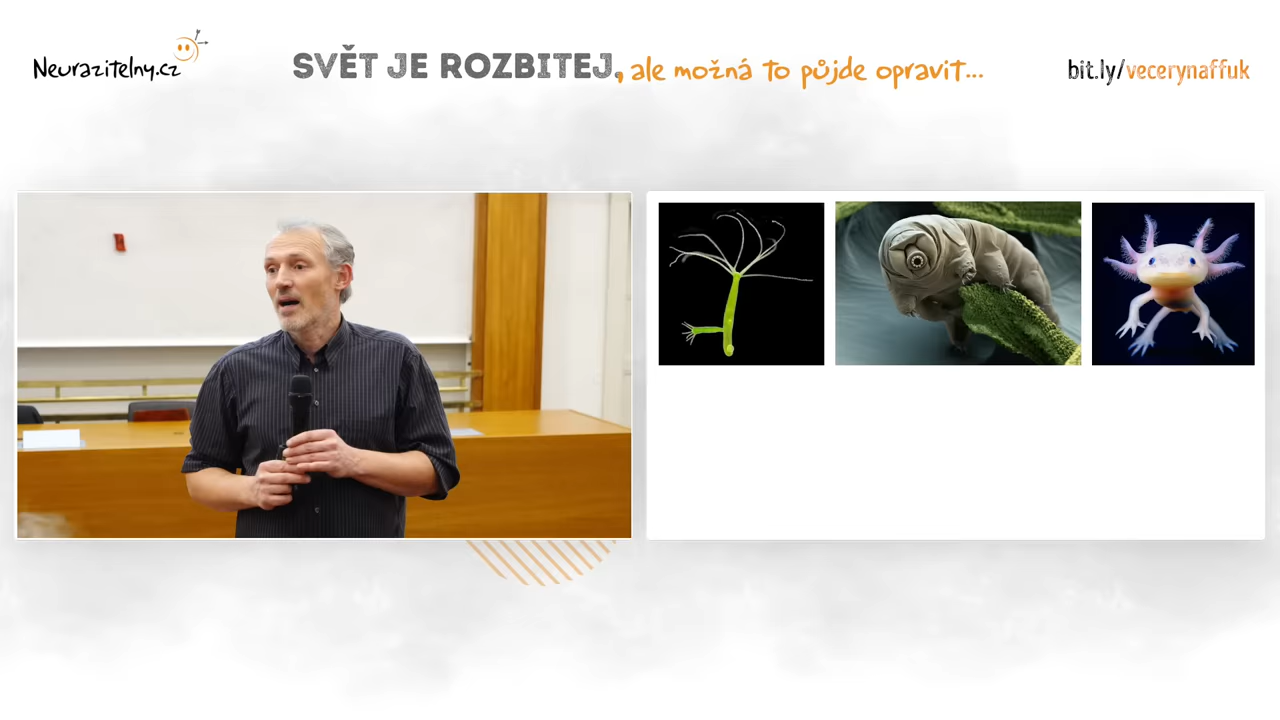 Neurazitelny.cz
SVĚT JE ROZBITEJ, ale možná to půjde opravit...
bit.ly/vecerynaffuk